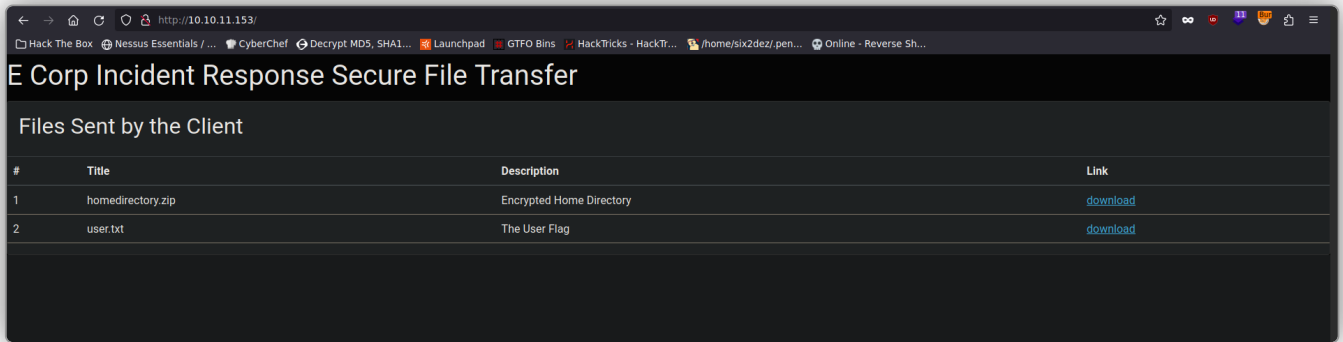 http://10.10.11.153/
11
Hack The Box Nessus Essentials / ... CyberChef Decrypt MD5, SHA1... Launchpad GTFO Bins HackTricks - HackTr... /home/six2dez/.pen... Online - Reverse Sh...
E Corp Incident Response Secure File Transfer
Files Sent by the Client
# Title Description Link
1 homedirectory.zip Encrypted Home Directory download
2 user.txt The User Flag download